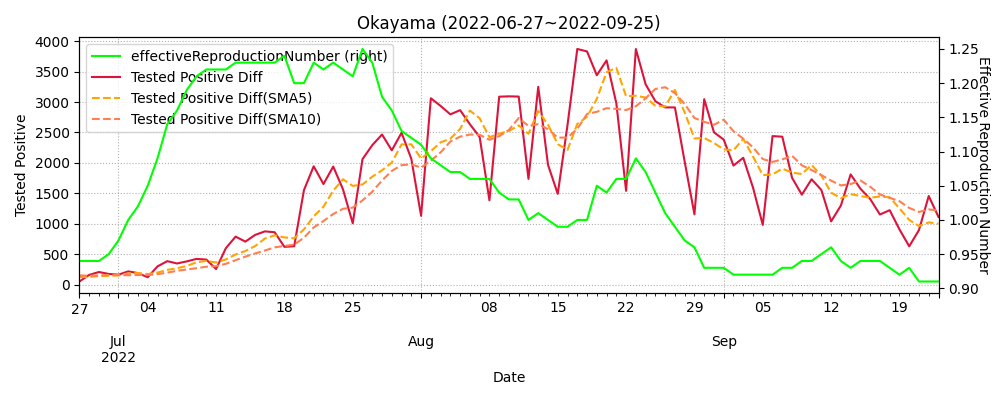 Okayama (2022-06-27~2022-09-25)
effectiveReproductionNumber (right)
Tested Positive Diff
Tested Positive Diff(SMA5)
Tested Positive Diff(SMA10)
Tested Positive
4000
3500
3000
2500
2000
1500
1000
500
0
Effective Reproduction Number
1.25
1.20
1.15
1.10
1.05
1.00
0.95
0.90
27 04 11 18 25 08 15 22 29 05 12 19
Jul Aug Sep
2022
Date